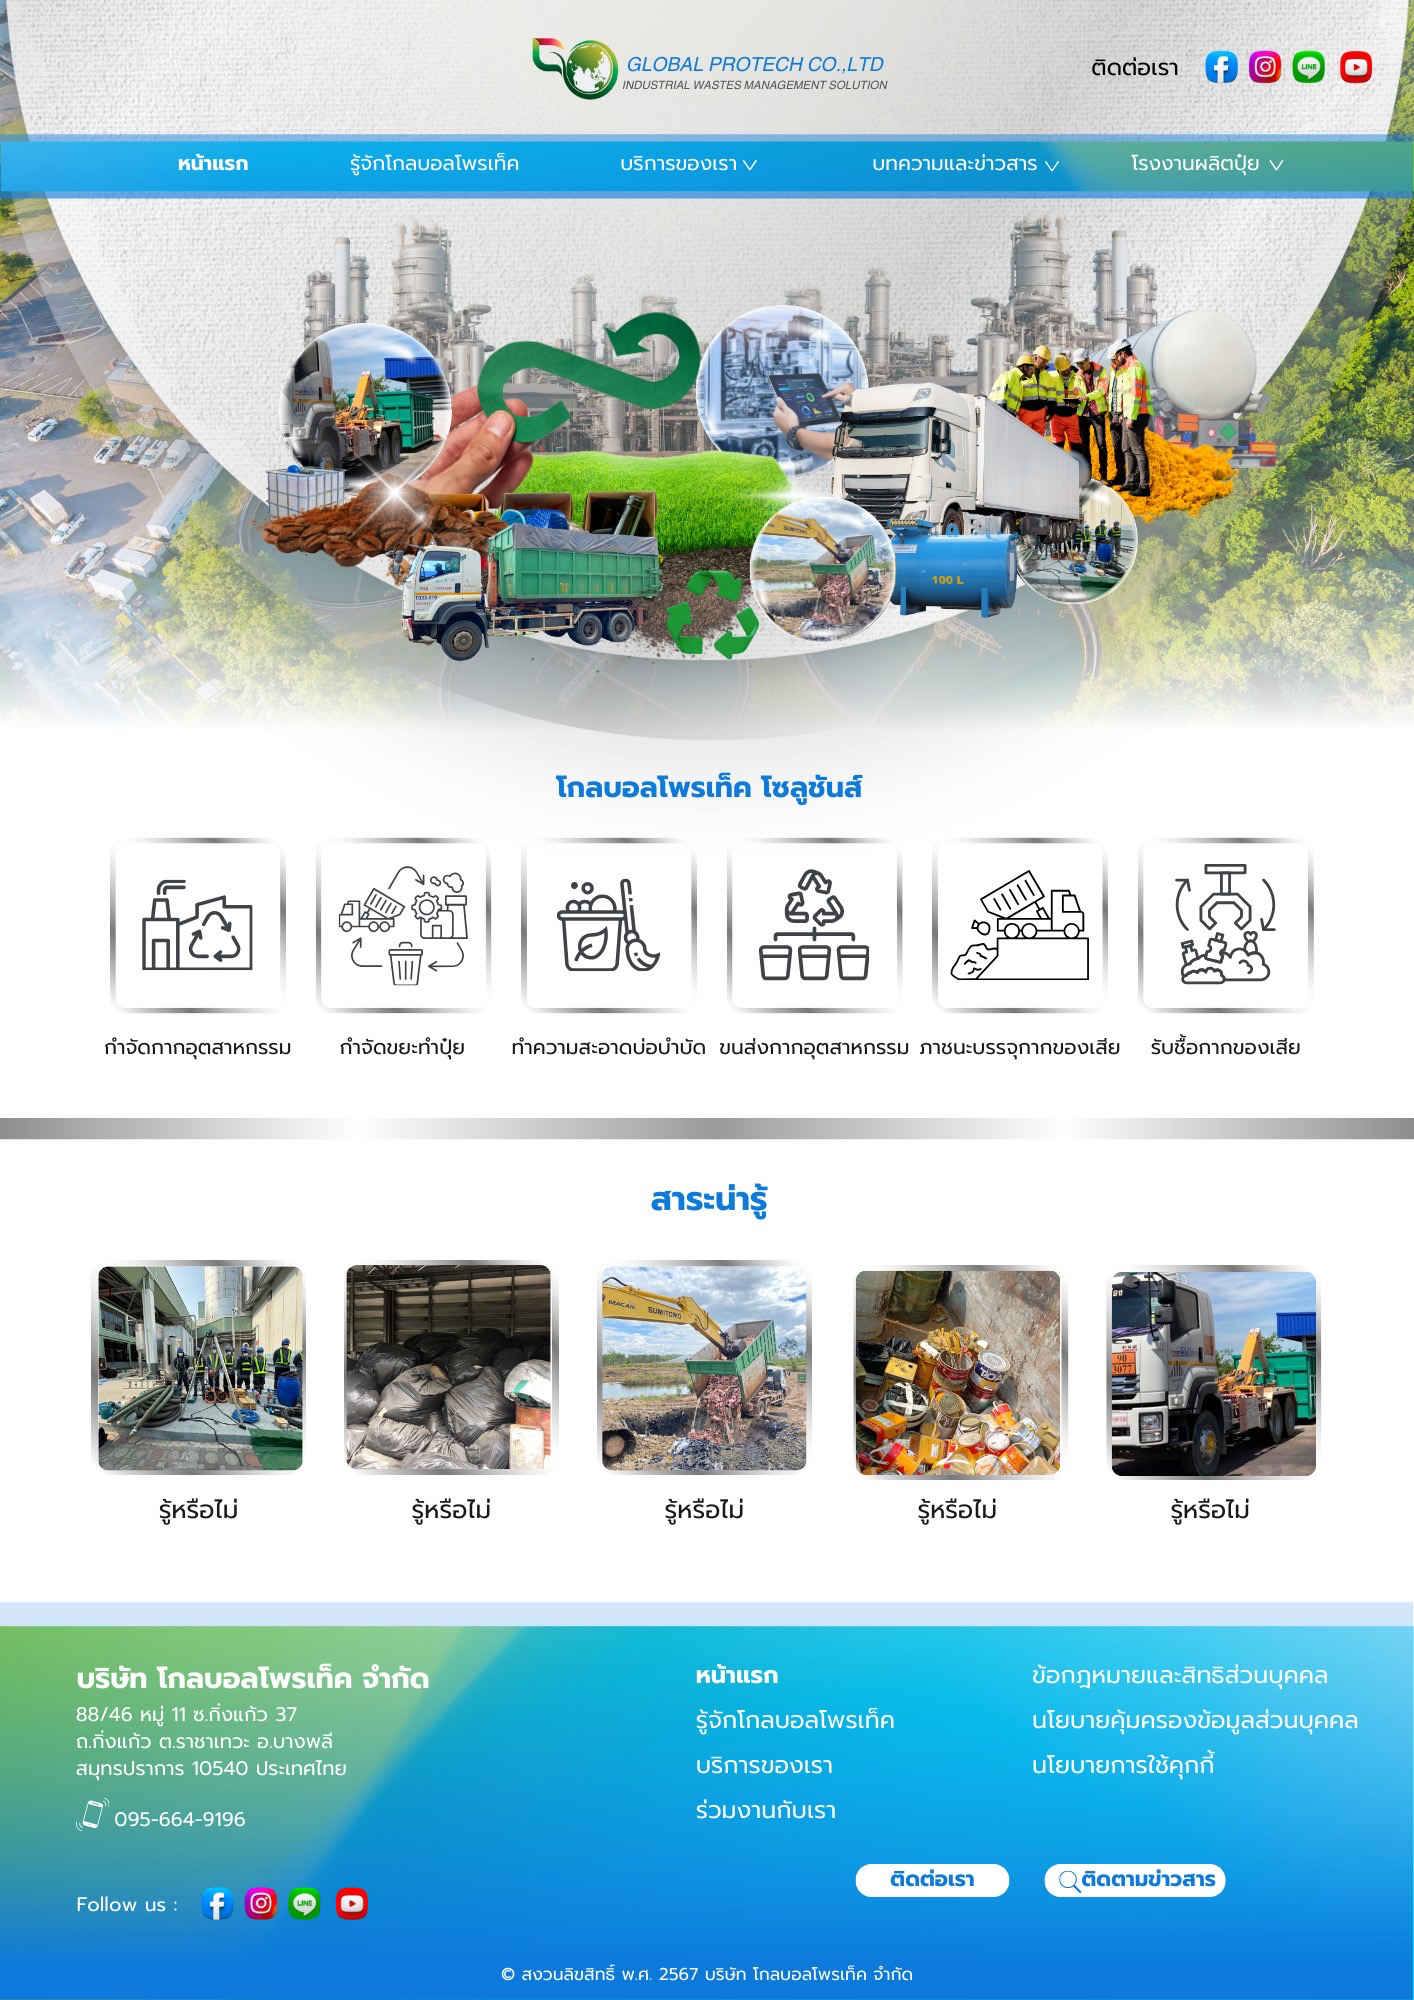 GLOBAL PROTECH CO.,LTD
INDUSTRIAL WASTES MANAGEMENT SOLUTION
ติดต่อเรา
LINE
หน้าแรก
รู้จักโกลบอลโพรเท็ค
บริการของเรา
บทความและข่าวสาร
โรงงานผลิตปุ๋ย
SUMITOMO
100 L
โกลบอลโพรเท็ค โซลูชันส์
กำจัดกากอุตสาหกรรม
กำจัดขยะทำปุ๋ย
ทำความสะอาดบ่อบำบัด
ขนส่งกากอุตสาหกรรม
ภาชนะบรรจุกากของเสีย
รับซื้อกากของเสีย
สาระน่ารู้
MACAN
SUMITOMO
90
3077
รู้หรือไม่
รู้หรือไม่
รู้หรือไม่
รู้หรือไม่
รู้หรือไม่
บริษัท โกลบอลโพรเท็ค จำกัด
88/46 หมู่ 11 ซ.กิ่งแก้ว 37
ถ.กิ่งแก้ว ต.ราชาเทวะ อ.บางพลี
สมุทรปราการ 10540 ประเทศไทย
095-664-9196
Follow us :
LINE
หน้าแรก
รู้จักโกลบอลโพรเท็ค
บริการของเรา
ร่วมงานกับเรา
ข้อกฎหมายและสิทธิส่วนบุคคล
นโยบายคุ้มครองข้อมูลส่วนบุคคล
นโยบายการใช้คุกกี้
ติดต่อเรา
ติดตามข่าวสาร
© สงวนลิขสิทธิ์ พ.ศ. 2567 บริษัท โกลบอลโพรเท็ค จำกัด